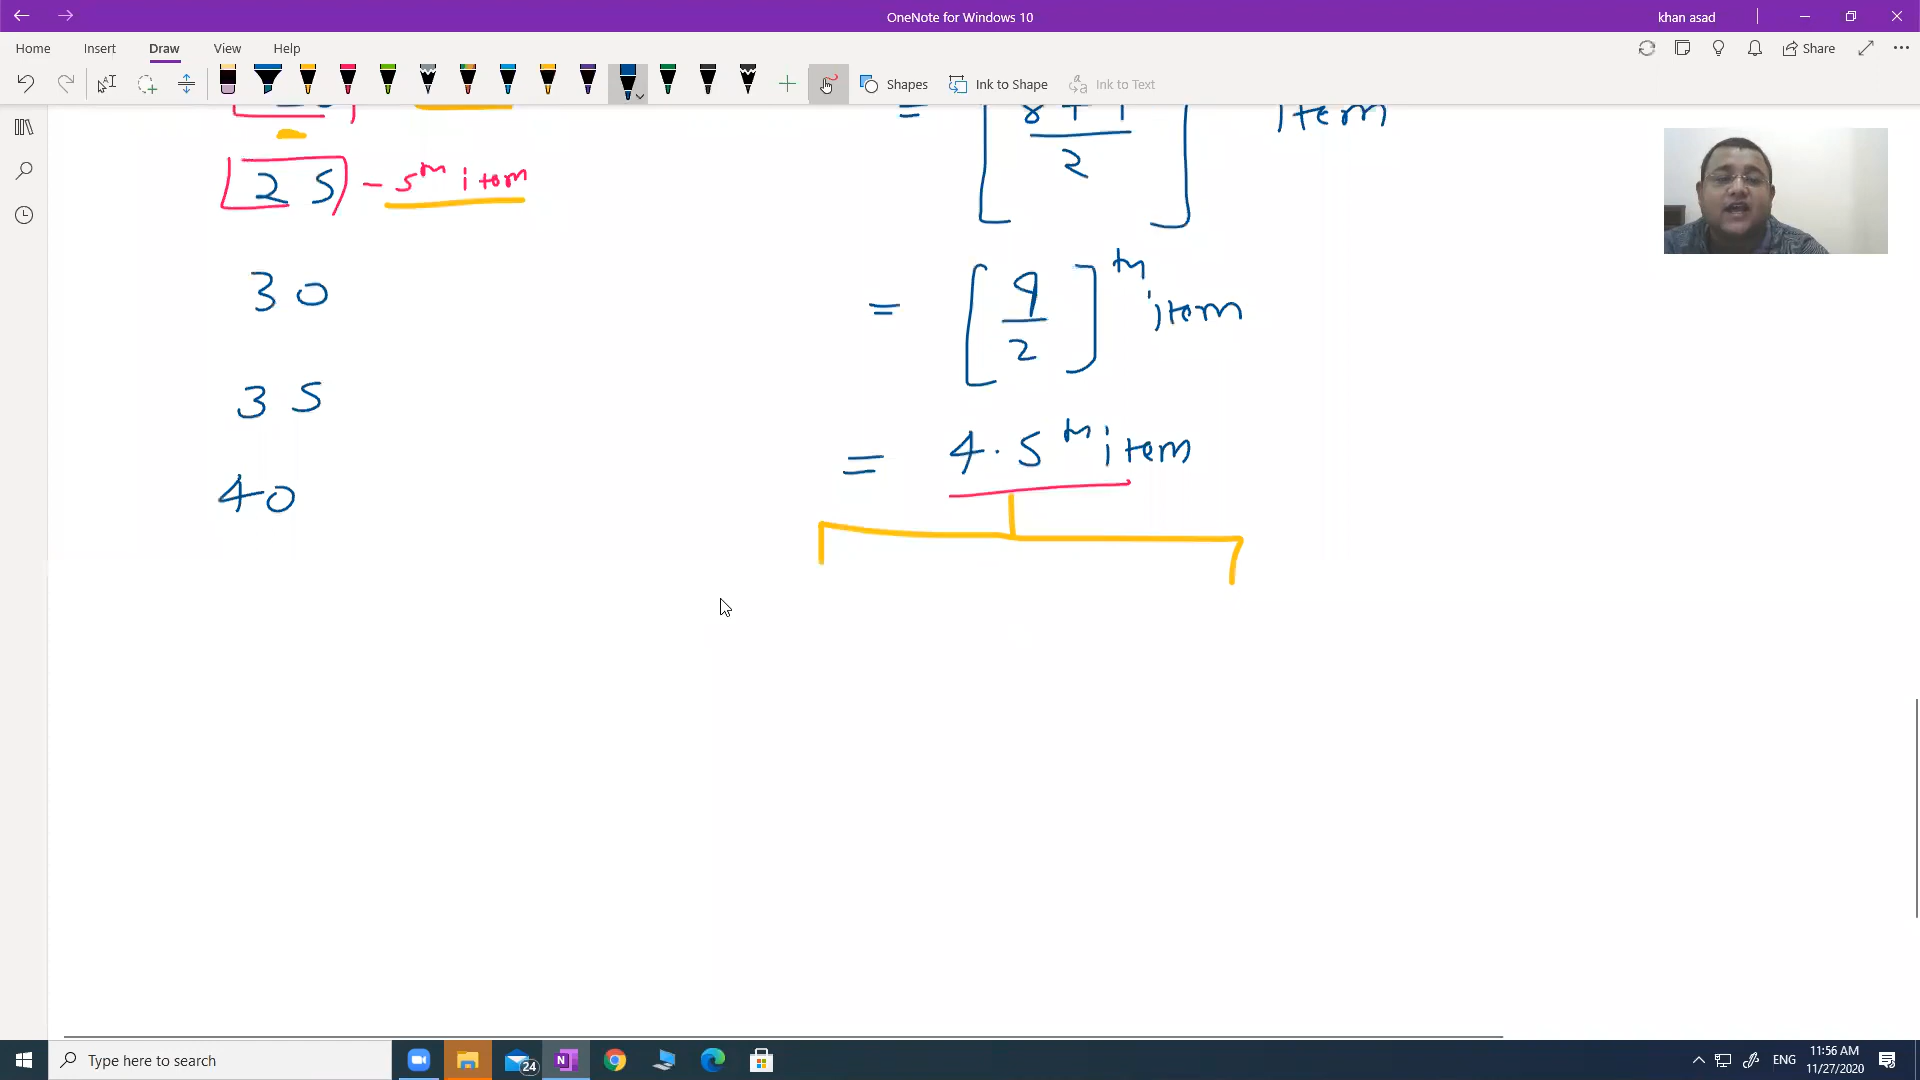 OneNote for Windows 10
khan asad
Home Insert Draw View Help
Share
Shapes
Ink to Shape
Ink to Text
25 - 5th item
30
35
40
= [8+1 / 2] item
= [9 / 2]th item
= 4.5th item
Type here to search
24
ENG
11:56 AM
11/27/2020